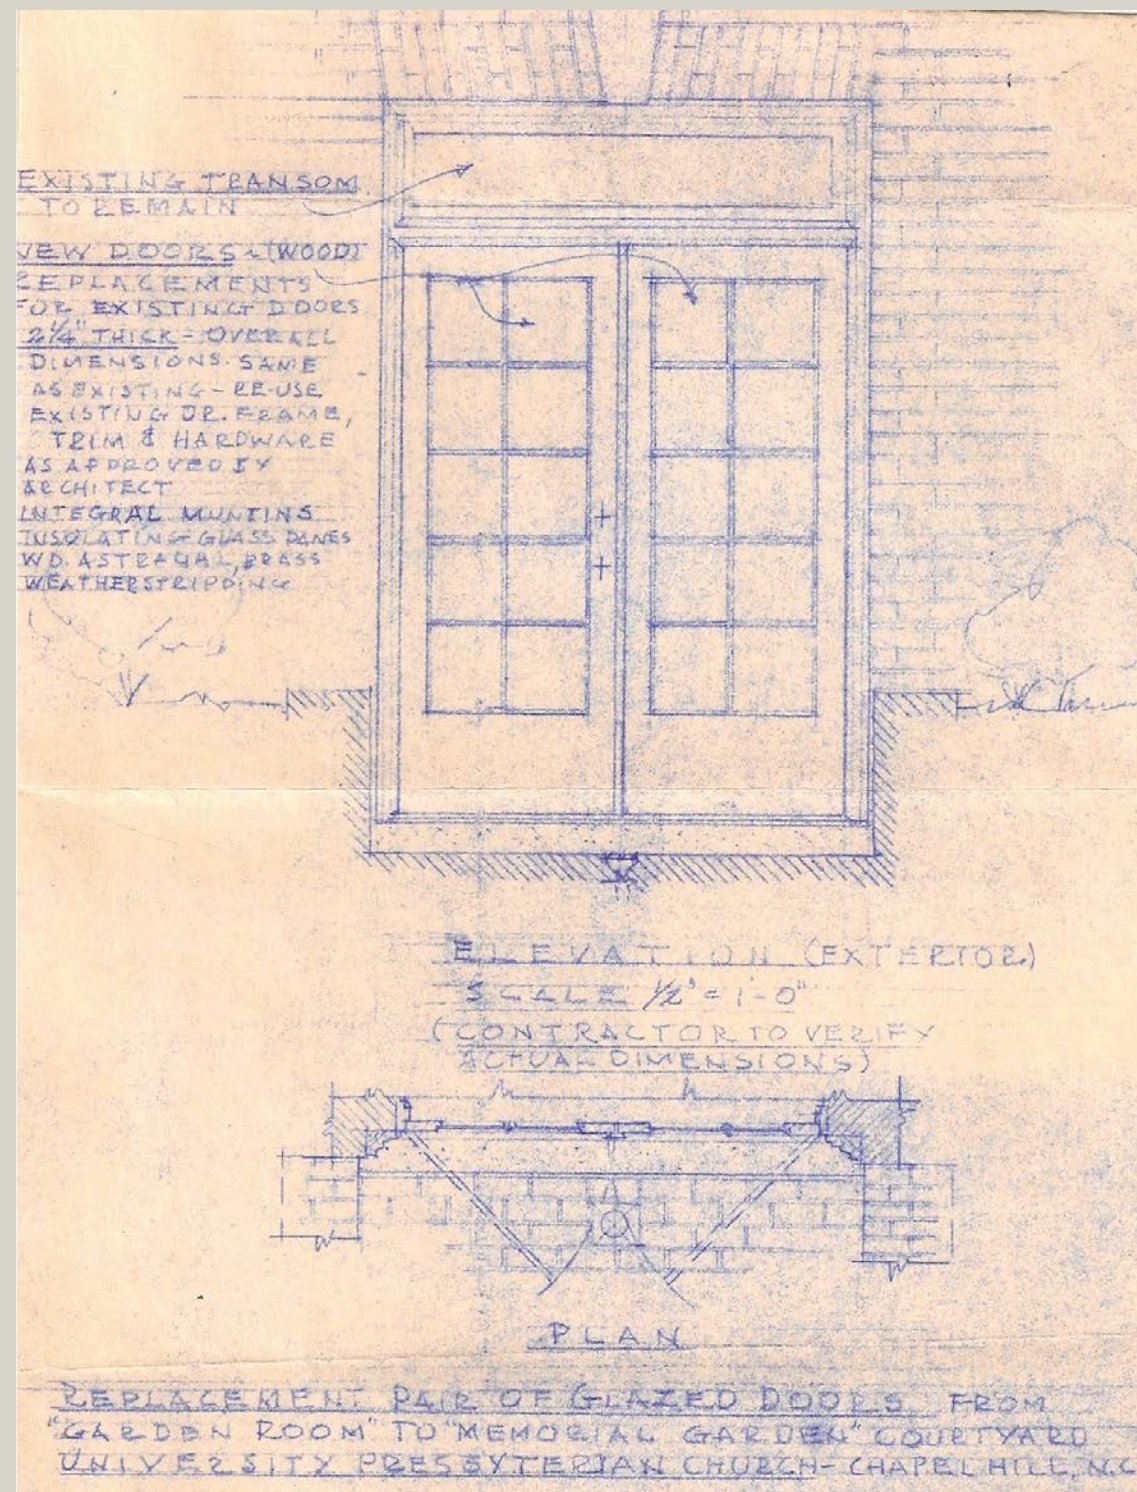 EXISTING TRANSOM
TO REMAIN
NEW DOORS - (WOOD)
REPLACEMENTS
FOR EXISTING DOORS
2 1/4" THICK - OVERALL
DIMENSIONS SAME
AS EXISTING - RE-USE
EXISTING DR. FRAME,
TRIM & HARDWARE
AS APPROVED BY
ARCHITECT
INTEGRAL MUNTINS
INSULATING GLASS PANES
WD. ASTRAGAL, BRASS
WEATHERSTRIPPING
ELEVATION (EXTERIOR)
SCALE 1/2" = 1'-0"
(CONTRACTOR TO VERIFY
ACTUAL DIMENSIONS)
PLAN
REPLACEMENT PAIR OF GLAZED DOORS FROM
"GARDEN ROOM" TO "MEMORIAL GARDEN" COURTYARD
UNIVERSITY PRESBYTERIAN CHURCH - CHAPEL HILL, N.C.